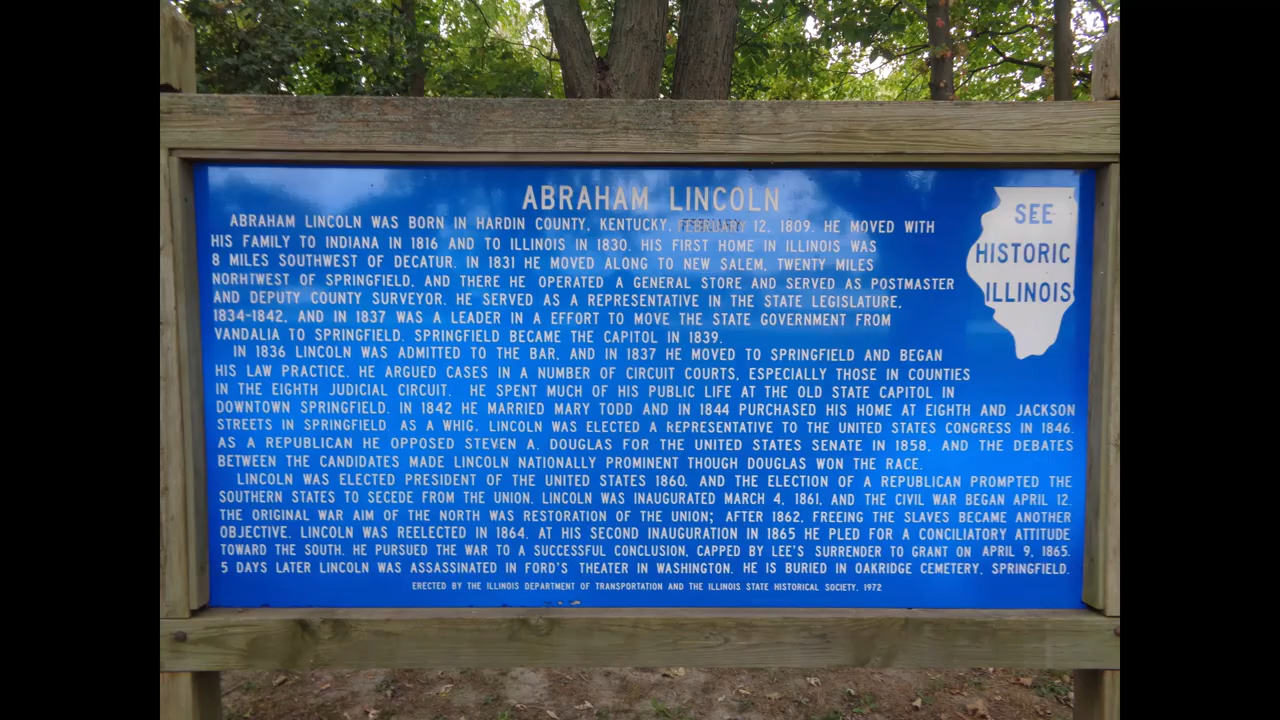 ABRAHAM LINCOLN
ABRAHAM LINCOLN WAS BORN IN HARDIN COUNTY, KENTUCKY, FEBRUARY 12, 1809. HE MOVED WITH
HIS FAMILY TO INDIANA IN 1816 AND TO ILLINOIS IN 1830. HIS FIRST HOME IN ILLINOIS WAS
8 MILES SOUTHWEST OF DECATUR. IN 1831 HE MOVED ALONG TO NEW SALEM, TWENTY MILES
NORHTWEST OF SPRINGFIELD, AND THERE HE OPERATED A GENERAL STORE AND SERVED AS POSTMASTER
AND DEPUTY COUNTY SURVEYOR. HE SERVED AS A REPRESENTATIVE IN THE STATE LEGISLATURE,
1834-1842, AND IN 1837 WAS A LEADER IN A EFFORT TO MOVE THE STATE GOVERNMENT FROM
VANDALIA TO SPRINGFIELD. SPRINGFIELD BECAME THE CAPITOL IN 1839.
IN 1836 LINCOLN WAS ADMITTED TO THE BAR, AND IN 1837 HE MOVED TO SPRINGFIELD AND BEGAN
HIS LAW PRACTICE. HE ARGUED CASES IN A NUMBER OF CIRCUIT COURTS, ESPECIALLY THOSE IN COUNTIES
IN THE EIGHTH JUDICIAL CIRCUIT. HE SPENT MUCH OF HIS PUBLIC LIFE AT THE OLD STATE CAPITOL IN
DOWNTOWN SPRINGFIELD. IN 1842 HE MARRIED MARY TODD AND IN 1844 PURCHASED HIS HOME AT EIGHTH AND JACKSON
STREETS IN SPRINGFIELD. AS A WHIG, LINCOLN WAS ELECTED A REPRESENTATIVE TO THE UNITED STATES CONGRESS IN 1846.
AS A REPUBLICAN HE OPPOSED STEVEN A. DOUGLAS FOR THE UNITED STATES SENATE IN 1858, AND THE DEBATES
BETWEEN THE CANDIDATES MADE LINCOLN NATIONALLY PROMINENT THOUGH DOUGLAS WON THE RACE.
LINCOLN WAS ELECTED PRESIDENT OF THE UNITED STATES 1860, AND THE ELECTION OF A REPUBLICAN PROMPTED THE
SOUTHERN STATES TO SECEDE FROM THE UNION. LINCOLN WAS INAUGURATED MARCH 4, 1861, AND THE CIVIL WAR BEGAN APRIL 12.
THE ORIGINAL WAR AIM OF THE NORTH WAS RESTORATION OF THE UNION; AFTER 1862, FREEING THE SLAVES BECAME ANOTHER
OBJECTIVE. LINCOLN WAS REELECTED IN 1864. AT HIS SECOND INAUGURATION IN 1865 HE PLED FOR A CONCILIATORY ATTITUDE
TOWARD THE SOUTH. HE PURSUED THE WAR TO A SUCCESSFUL CONCLUSION, CAPPED BY LEE'S SURRENDER TO GRANT ON APRIL 9, 1865.
5 DAYS LATER LINCOLN WAS ASSASSINATED IN FORD'S THEATER IN WASHINGTON. HE IS BURIED IN OAKRIDGE CEMETERY, SPRINGFIELD.
ERECTED BY THE ILLINOIS DEPARTMENT OF TRANSPORTATION AND THE ILLINOIS STATE HISTORICAL SOCIETY, 1972
SEE
HISTORIC
ILLINOIS